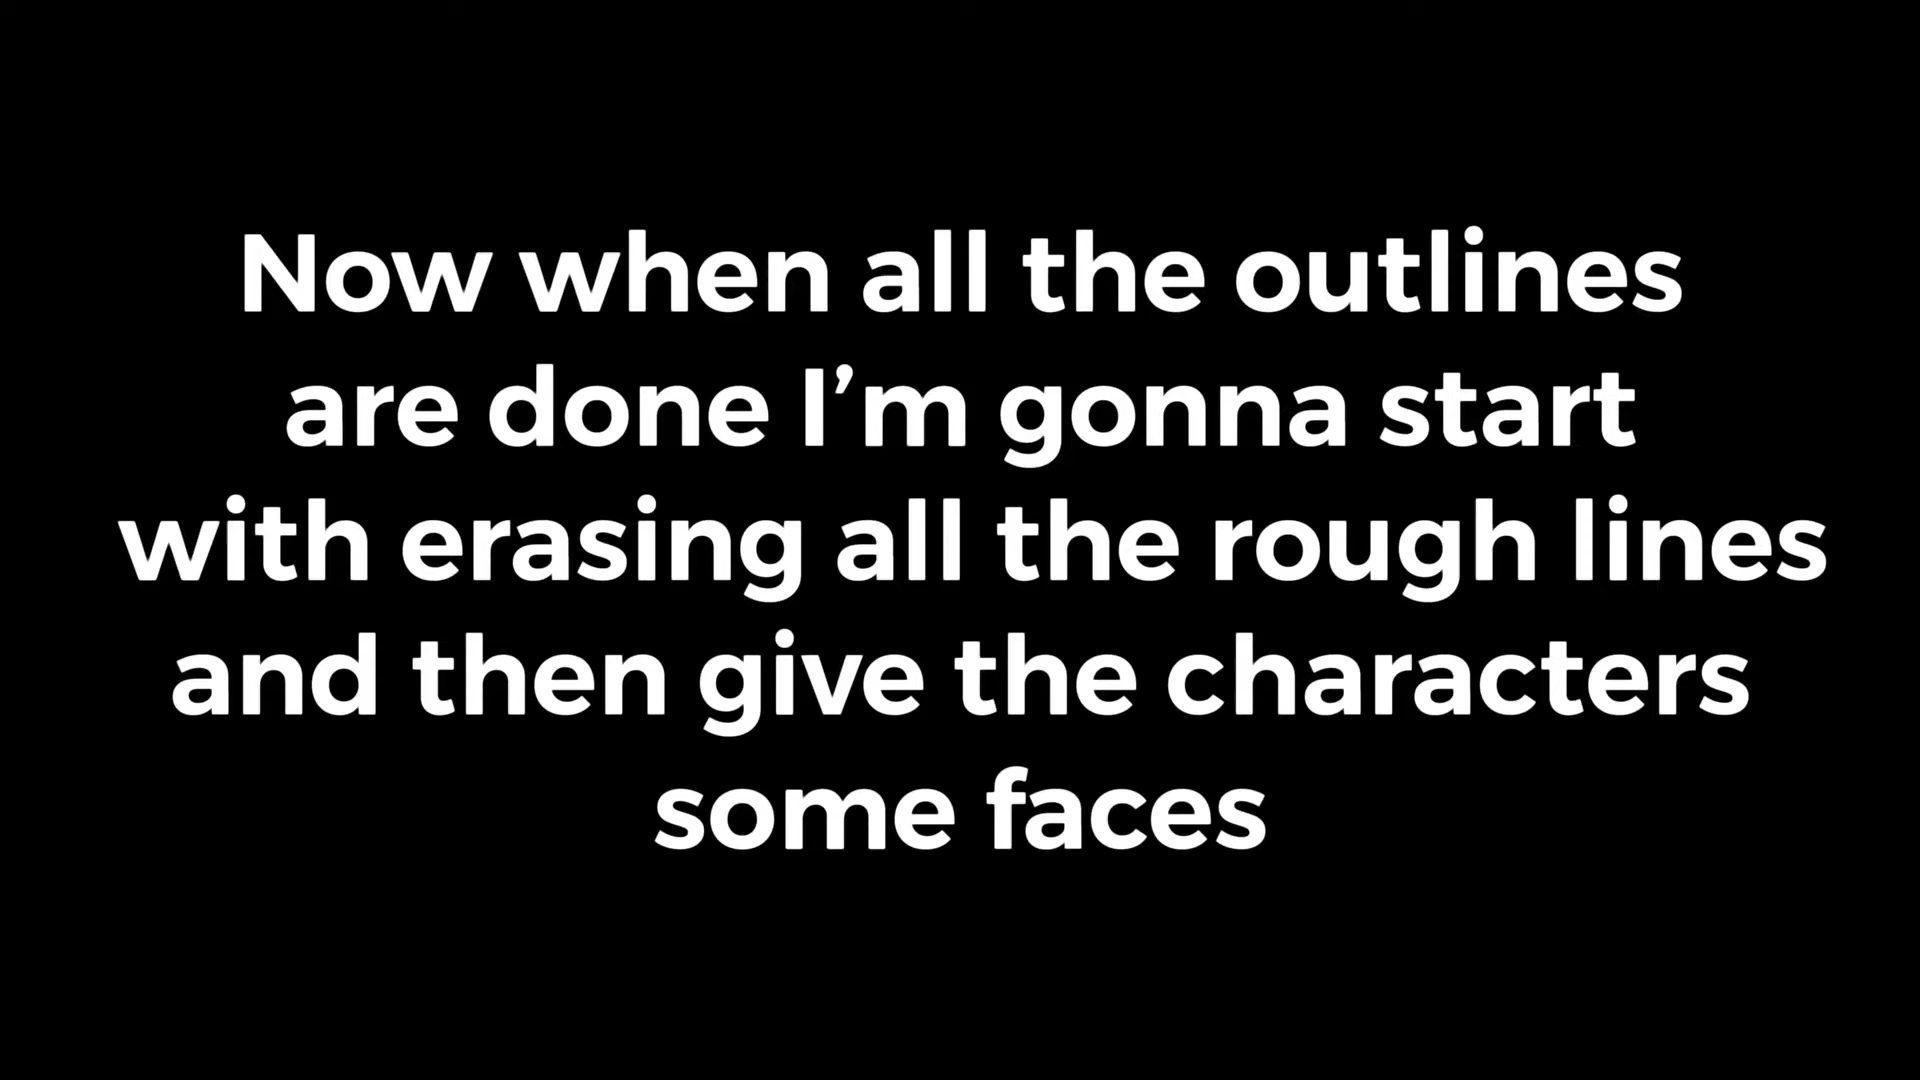 Now when all the outlines
are done I’m gonna start
with erasing all the rough lines
and then give the characters
some faces